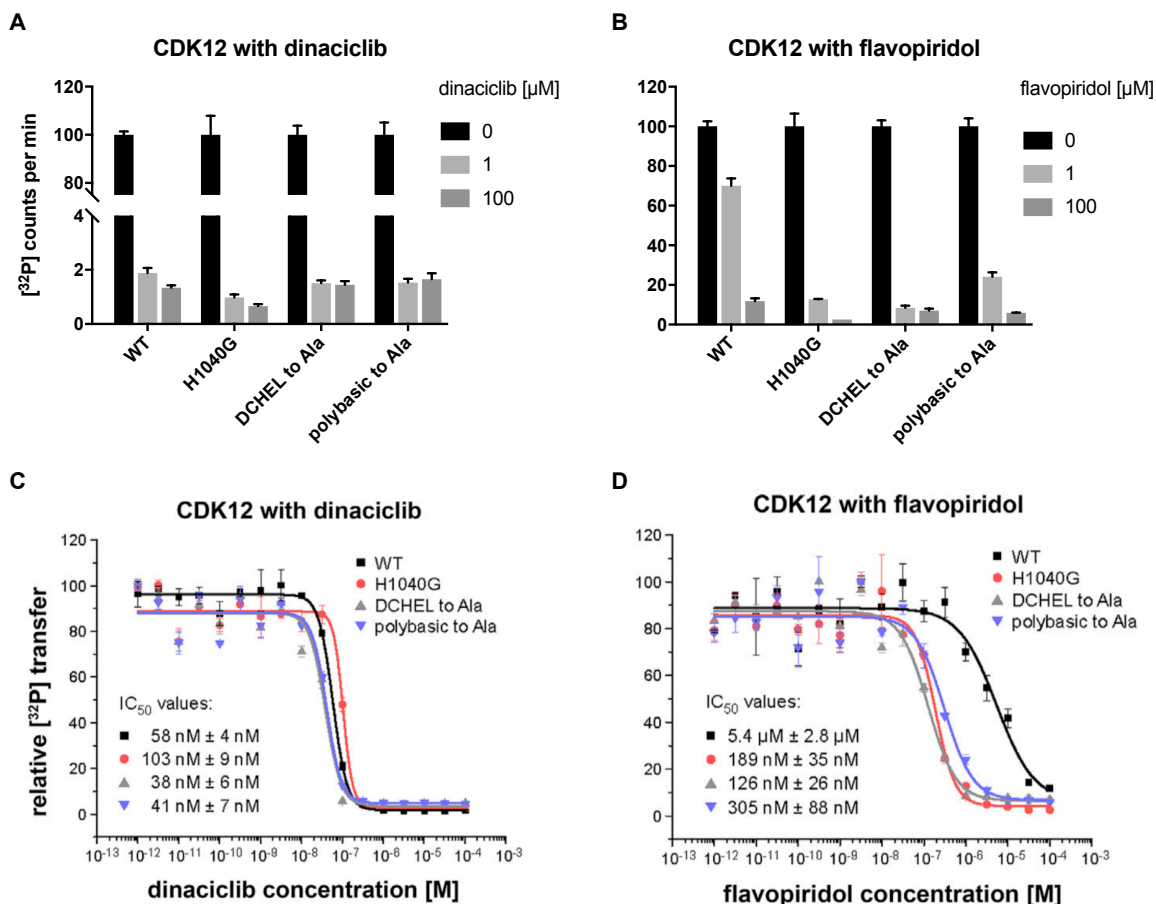 A
CDK12 with dinaciclib
[³²P] counts per min
120
100
80
4
2
0
WT
H1040G
DCHEL to Ala
polybasic to Ala
dinaciclib [µM]
0
1
100
B
CDK12 with flavopiridol
120
100
80
60
40
20
0
WT
H1040G
DCHEL to Ala
polybasic to Ala
flavopiridol [µM]
0
1
100
C
CDK12 with dinaciclib
relative [³²P] transfer
120
100
80
60
40
20
0
WT
H1040G
DCHEL to Ala
polybasic to Ala
IC₅₀ values:
58 nM ± 4 nM
103 nM ± 9 nM
38 nM ± 6 nM
41 nM ± 7 nM
10⁻¹³ 10⁻¹² 10⁻¹¹ 10⁻¹⁰ 10⁻⁹ 10⁻⁸ 10⁻⁷ 10⁻⁶ 10⁻⁵ 10⁻⁴ 10⁻³
dinaciclib concentration [M]
D
CDK12 with flavopiridol
120
100
80
60
40
20
0
WT
H1040G
DCHEL to Ala
polybasic to Ala
IC₅₀ values:
5.4 µM ± 2.8 µM
189 nM ± 35 nM
126 nM ± 26 nM
305 nM ± 88 nM
10⁻¹³ 10⁻¹² 10⁻¹¹ 10⁻¹⁰ 10⁻⁹ 10⁻⁸ 10⁻⁷ 10⁻⁶ 10⁻⁵ 10⁻⁴ 10⁻³
flavopiridol concentration [M]